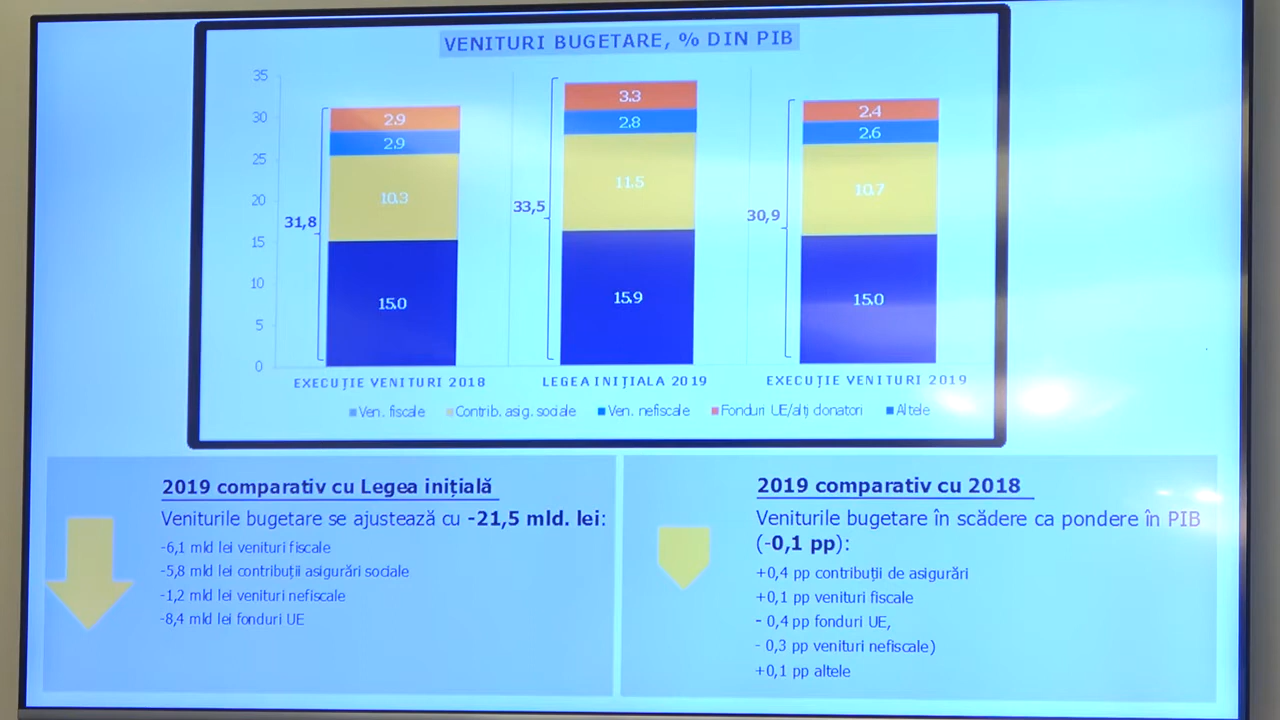 VENITURI BUGETARE, % DIN PIB
35
30
25
20
15
10
5
0
31,8
2.9
2.9
10.3
15.0
33,5
3.3
2.8
11.5
15.9
30,9
2.4
2.6
10.7
15.0
EXECUȚIE VENITURI 2018
LEGEA INIȚIALA 2019
EXECUȚIE VENITURI 2019
Ven. fiscale Contrib. asig. sociale Ven. nefiscale Fonduri UE/alți donatori Altele
2019 comparativ cu Legea inițială
Veniturile bugetare se ajustează cu -21,5 mld. lei:
-6,1 mld lei venituri fiscale
-5,8 mld lei contribuții asigurări sociale
-1,2 mld lei venituri nefiscale
-8,4 mld lei fonduri UE
2019 comparativ cu 2018
Veniturile bugetare în scădere ca pondere în PIB
(-0,1 pp):
+0,4 pp contribuții de asigurări
+0,1 pp venituri fiscale
- 0,4 pp fonduri UE,
- 0,3 pp venituri nefiscale)
+0,1 pp altele